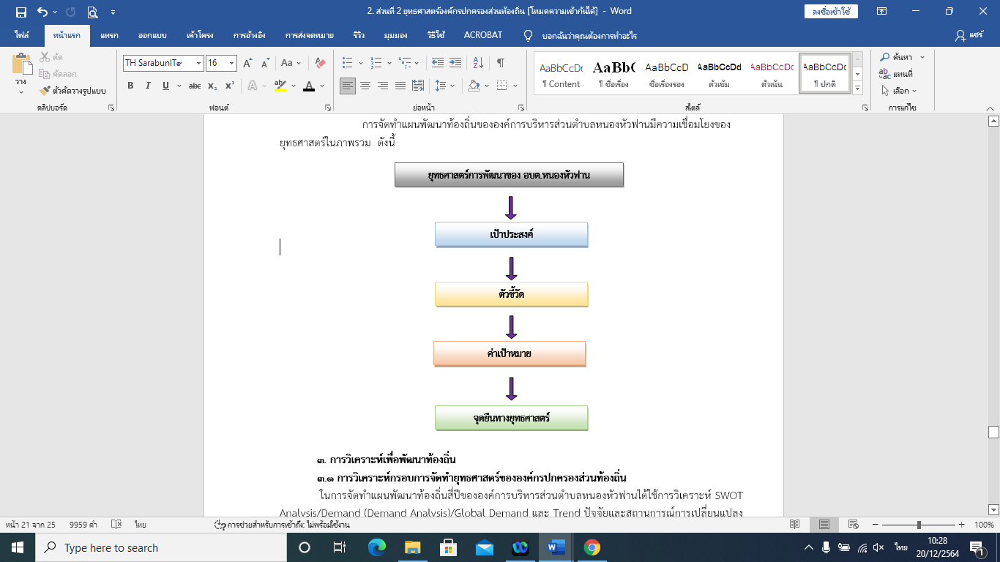 2. ส่วนที่ 2 ยุทธศาสตร์องค์กรปกครองส่วนท้องถิ่น [โหมดความเข้ากันได้] - Word
ลงชื่อเข้าใช้
ไฟล์ หน้าแรก แทรก ออกแบบ เค้าโครง การอ้างอิง การส่งจดหมาย รีวิว มุมมอง วิธีใช้ ACROBAT บอกฉันว่าคุณต้องการทำอะไร แชร์
วาง
ตัด
คัดลอก
ตัวคัดวางรูปแบบ
คลิปบอร์ด
TH SarabunIT๙ 16
ฟอนต์
ย่อหน้า
AaBbCcDc AaBbC AaBbCcD AaBbCcDd AaBbCcDc AaBbCcDc
¶ Content ¶ ชื่อเรื่อง ชื่อเรื่องรอง ตัวเข้ม ตัวเน้น ¶ ปกติ
สไตล์
ค้นหา
แทนที่
เลือก
การแก้ไข
การจัดทำแผนพัฒนาท้องถิ่นขององค์การบริหารส่วนตำบลหนองหัวฟานมีความเชื่อมโยงของ
ยุทธศาสตร์ในภาพรวม ดังนี้
ยุทธศาสตร์การพัฒนาของ อบต.หนองหัวฟาน
เป้าประสงค์
ตัวชี้วัด
ค่าเป้าหมาย
จุดยืนทางยุทธศาสตร์
๓. การวิเคราะห์เพื่อพัฒนาท้องถิ่น
๓.๑ การวิเคราะห์กรอบการจัดทำยุทธศาสตร์ขององค์กรปกครองส่วนท้องถิ่น
ในการจัดทำแผนพัฒนาท้องถิ่นสี่ปีขององค์การบริหารส่วนตำบลหนองหัวฟานได้ใช้การวิเคราะห์ SWOT
Analysis/Demand (Demand Analysis)/Global Demand และ Trend ปัจจัยและสถานการณ์การเปลี่ยนแปลง
หน้า 21 จาก 25 9959 คำ ไทย การช่วยสำหรับการเข้าถึง: ไม่พร้อมใช้งาน 100%
Type here to search
ไทย
10:28
20/12/2564
1